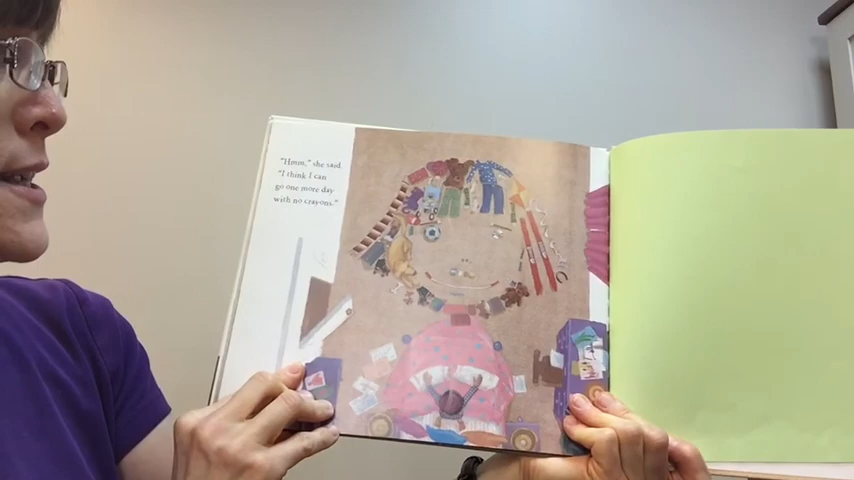 "Hmm," she said.
"I think I can
go one more day
with no crayons."